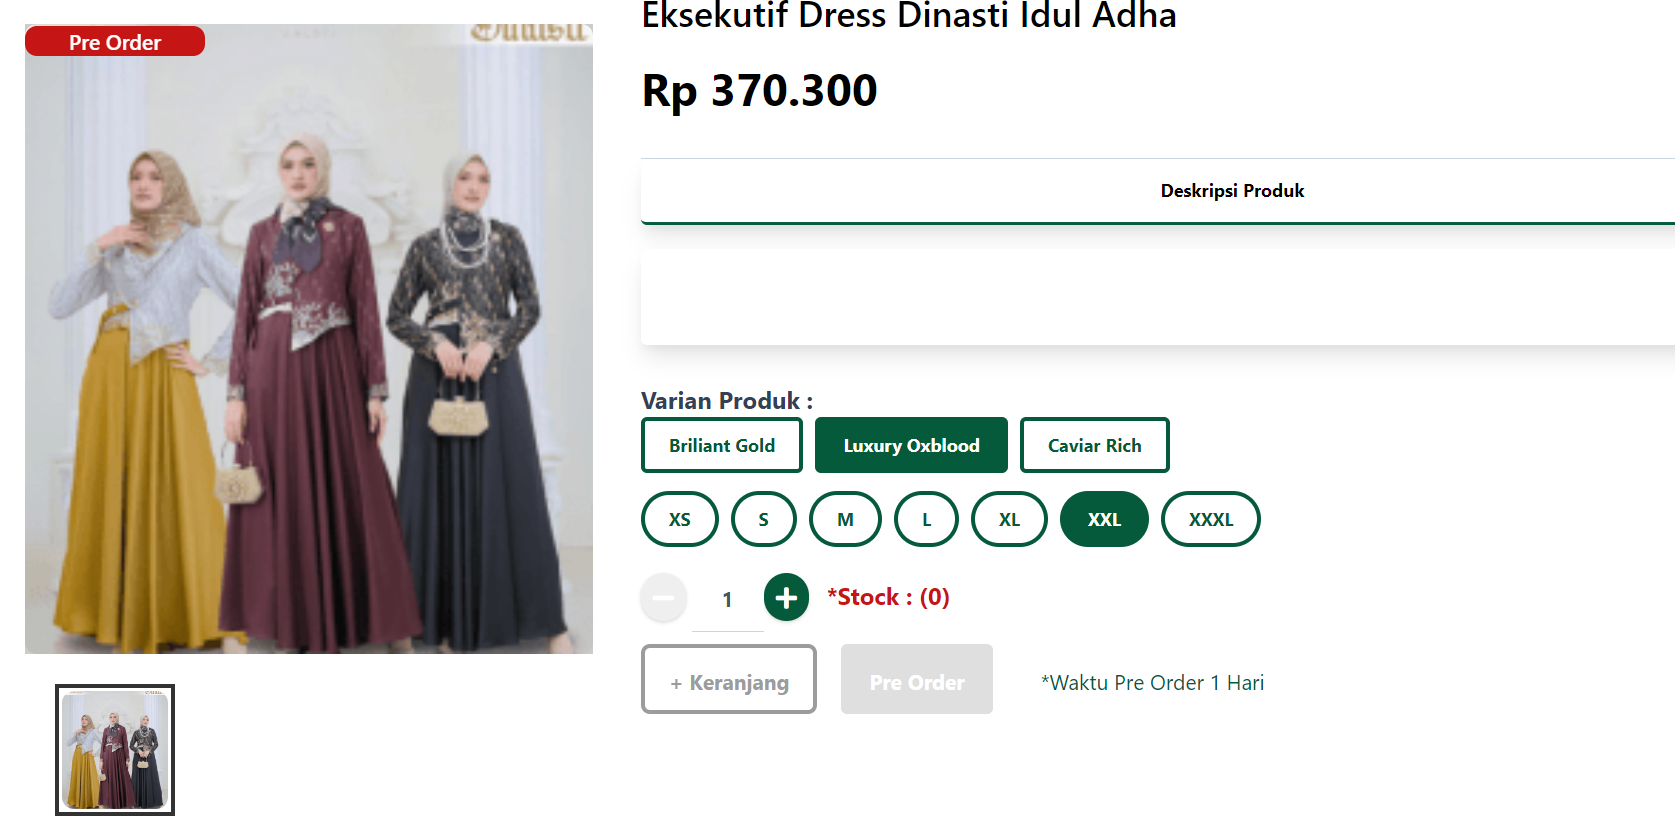 Pre Order
Eksekutif Dress Dinasti Idul Adha
Rp 370.300
Deskripsi Produk
Varian Produk :
Briliant Gold
Luxury Oxblood
Caviar Rich
XS
S
M
L
XL
XXL
XXXL
1
*Stock : (0)
+ Keranjang
Pre Order
*Waktu Pre Order 1 Hari